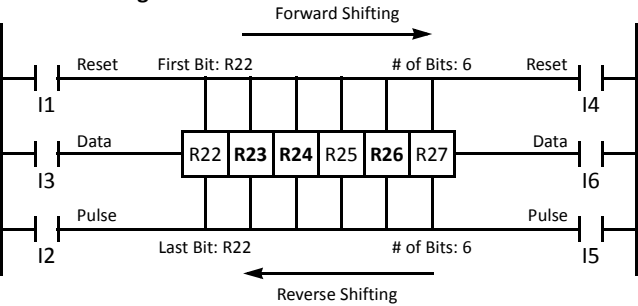 Forward Shifting
Reset First Bit: R22 # of Bits: 6 Reset
I1 I4
Data Data
R22 R23 R24 R25 R26 R27
I3 I6
Pulse Pulse
Last Bit: R22 # of Bits: 6
I2 I5
Reverse Shifting